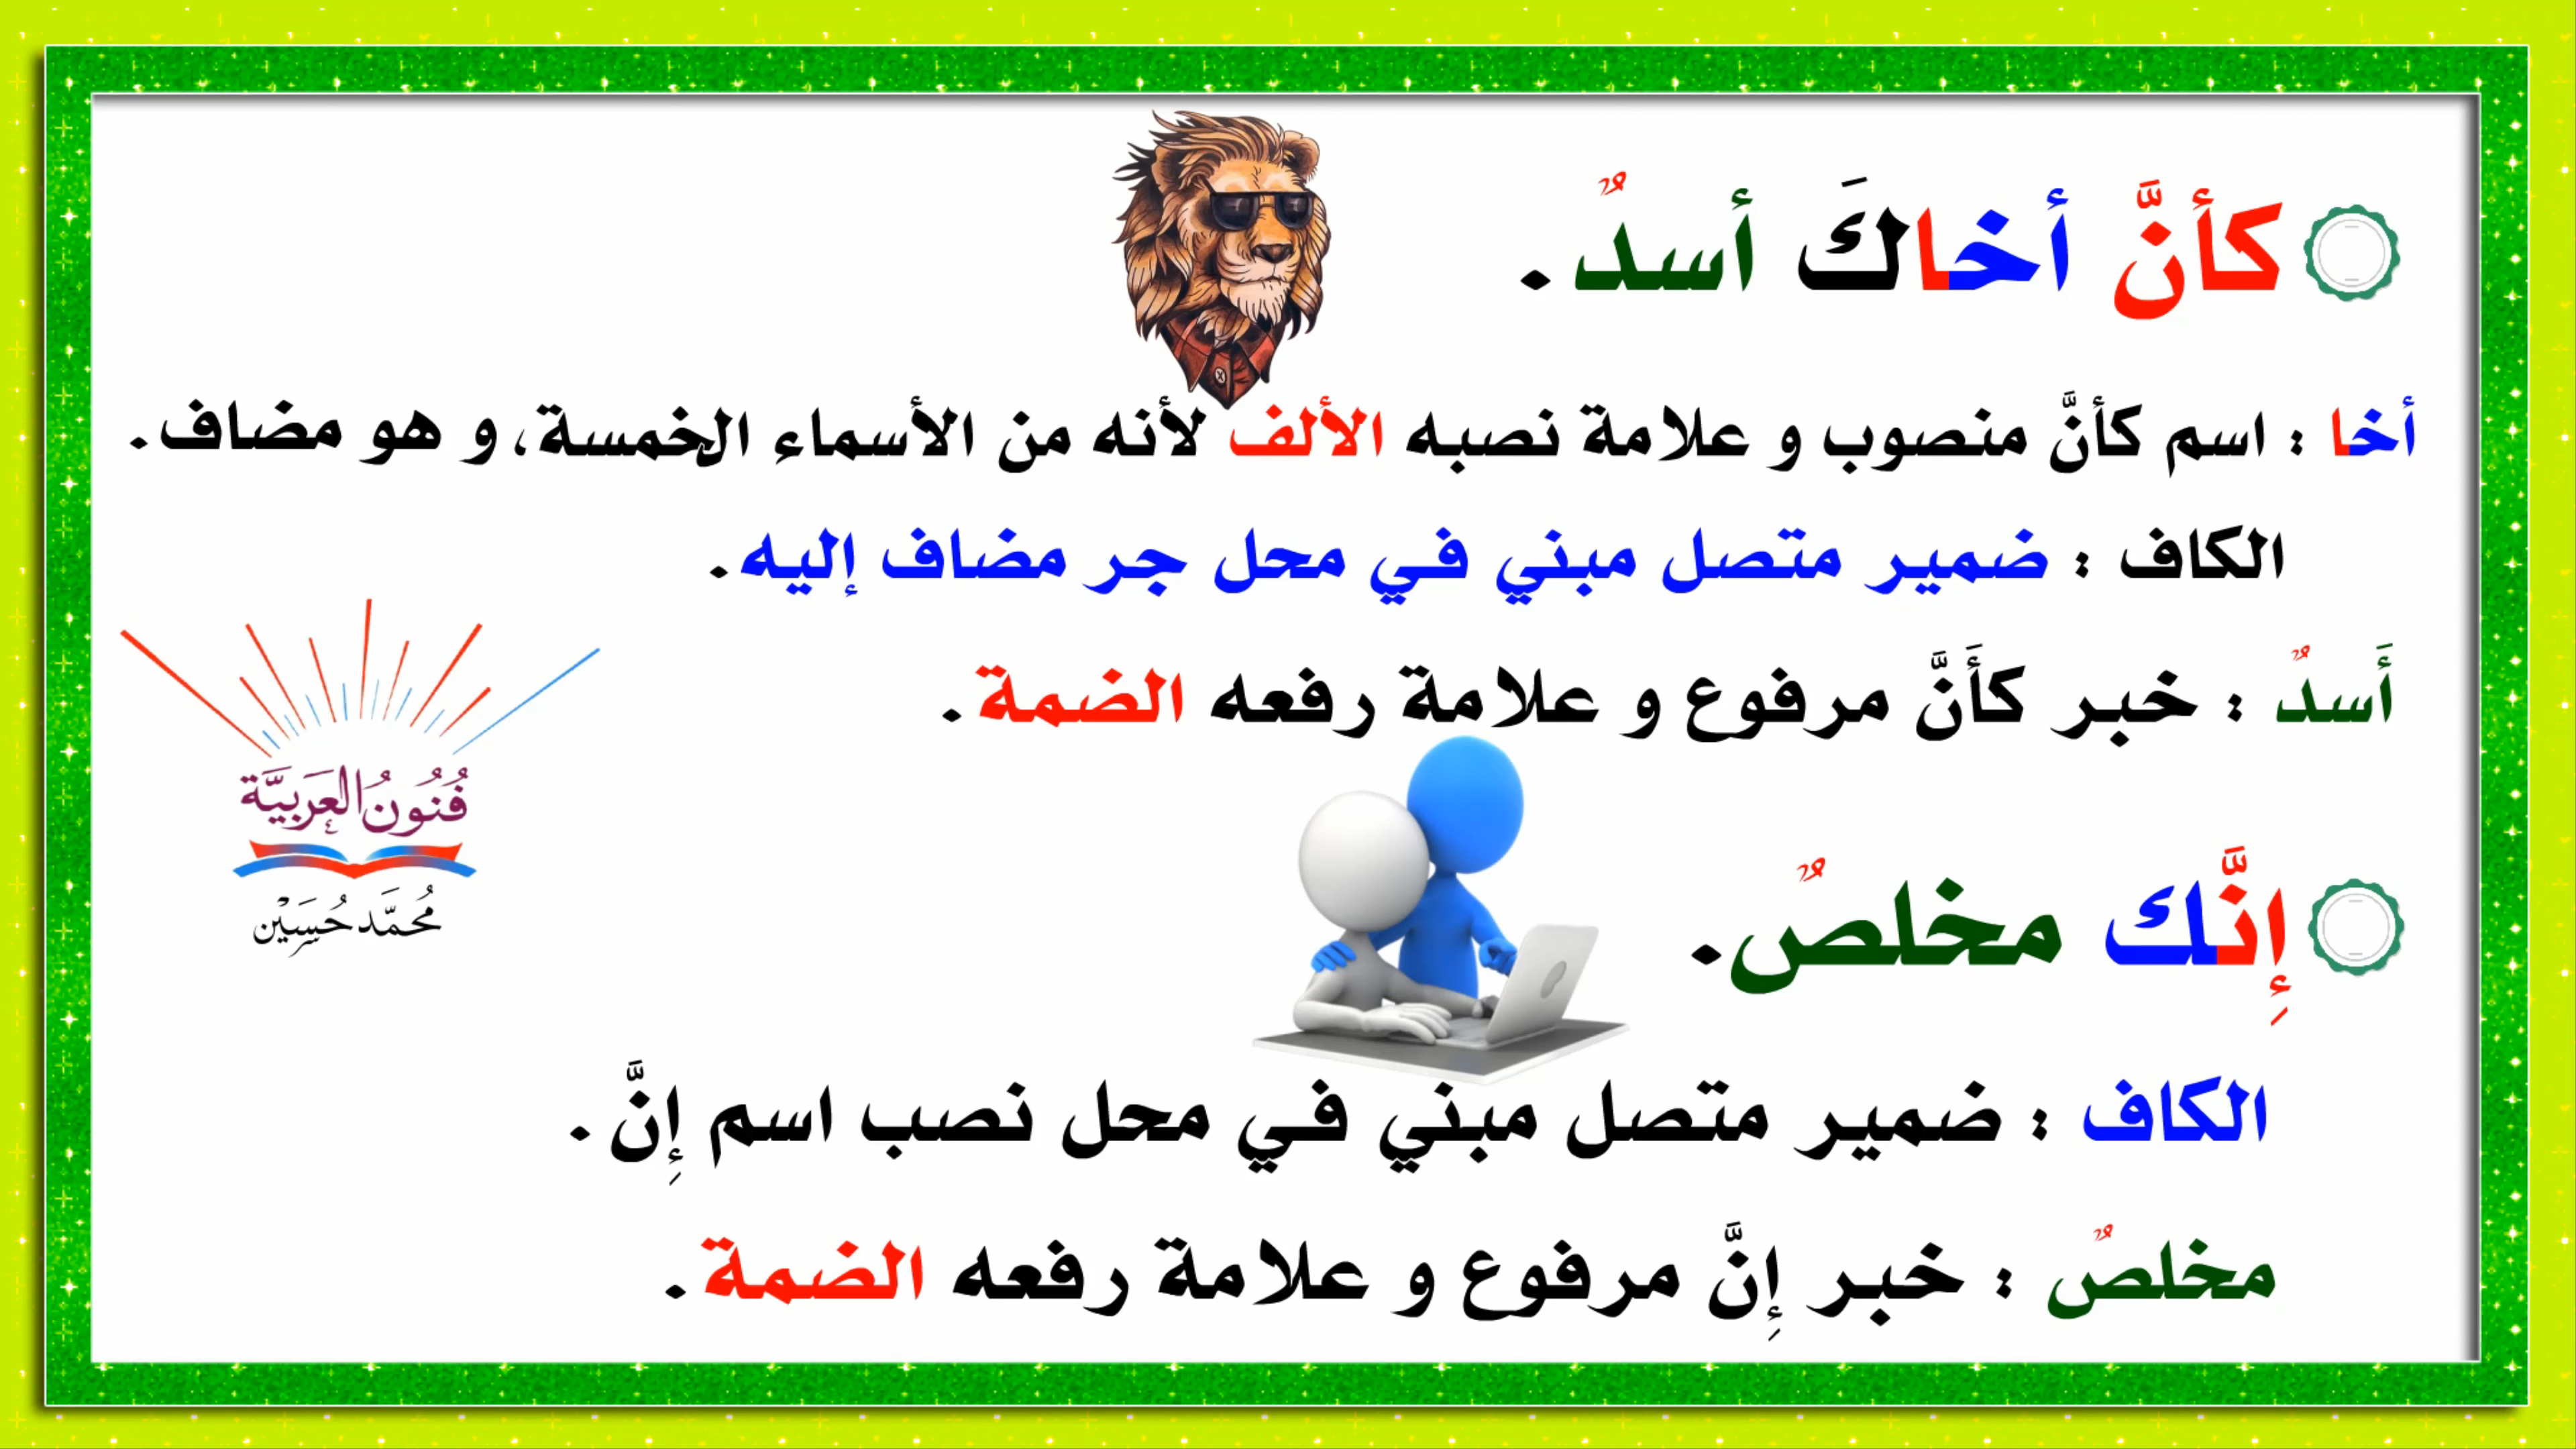 كأنَّ أخاكَ أسدٌ .
أخا : اسم كأنَّ منصوب و علامة نصبه الألف لأنه من الأسماء الخمسة، و هو مضاف.
الكاف : ضمير متصل مبني في محل جر مضاف إليه .
أَسدٌ : خبر كأَنَّ مرفوع و علامة رفعه الضمة .
فُنُونُ العَرَبِيَّة
مُحَمَّد حُسَيْن
إِنَّك مخلصٌ .
الكاف : ضمير متصل مبني في محل نصب اسم إِنَّ .
مخلصٌ : خبر إِنَّ مرفوع و علامة رفعه الضمة .